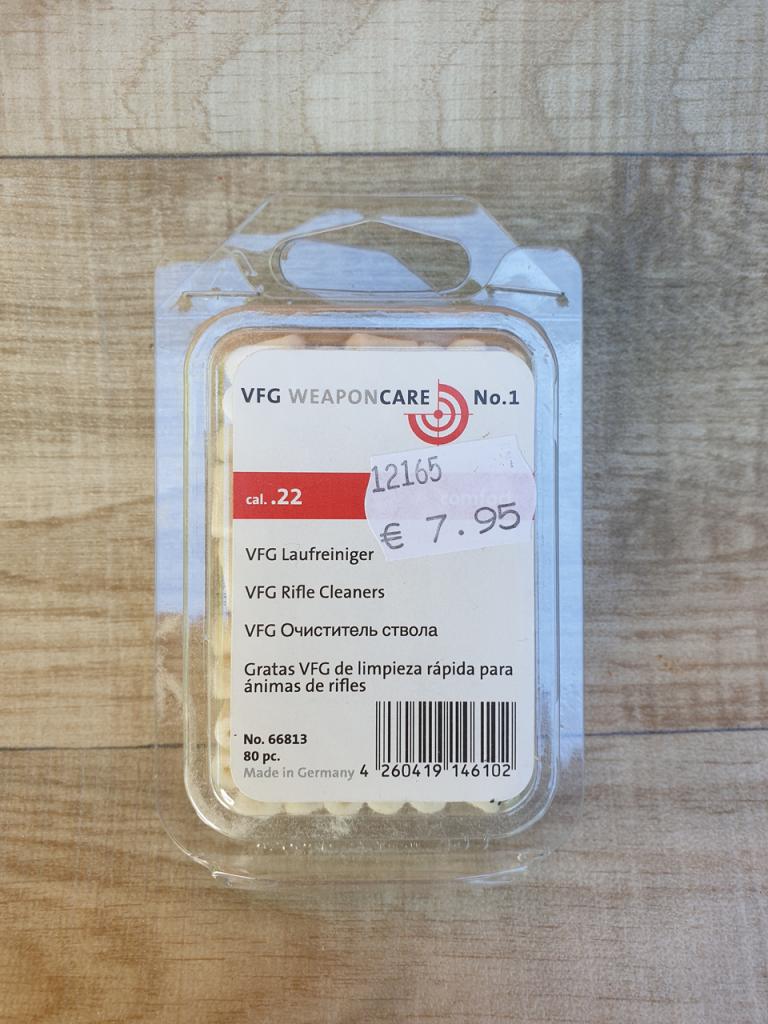 VFG WEAPONCARE No.1
12165
cal. .22 comfort
€ 7.95
VFG Laufreiniger
VFG Rifle Cleaners
VFG Очиститель ствола
Gratas VFG de limpieza rápida para
ánimas de rifles
No. 66813
80 pc.
Made in Germany 4 260419 146102